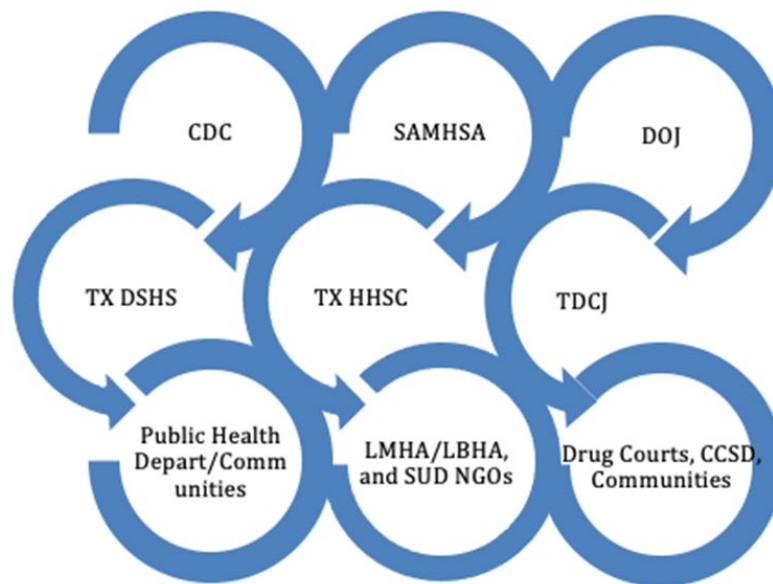 CDC
SAMHSA
DOJ
TX DSHS
TX HHSC
TDCJ
Public Health
Depart/Comm
unities
LMHA/LBHA,
and SUD NGOs
Drug Courts, CCSD,
Communities